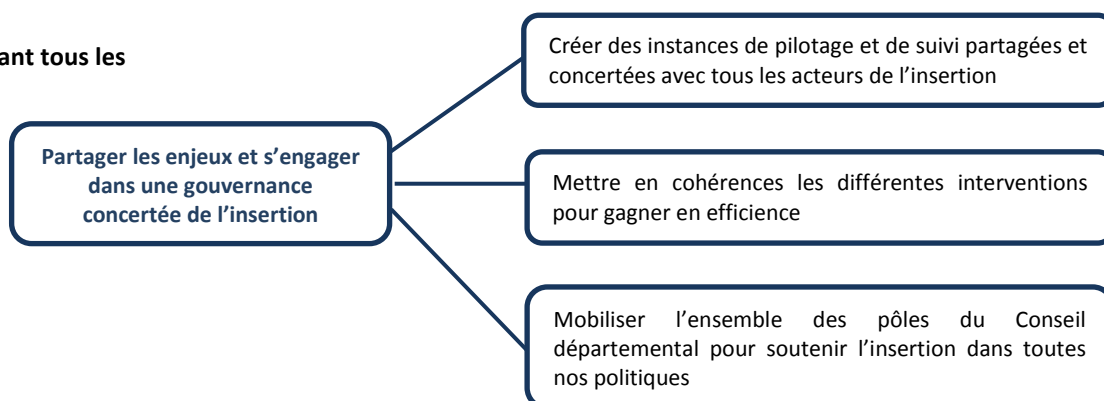 ant tous les
Créer des instances de pilotage et de suivi partagées et
concertées avec tous les acteurs de l’insertion
Partager les enjeux et s’engager
dans une gouvernance
concertée de l’insertion
Mettre en cohérences les différentes interventions
pour gagner en efficience
Mobiliser l’ensemble des pôles du Conseil
départemental pour soutenir l’insertion dans toutes
nos politiques